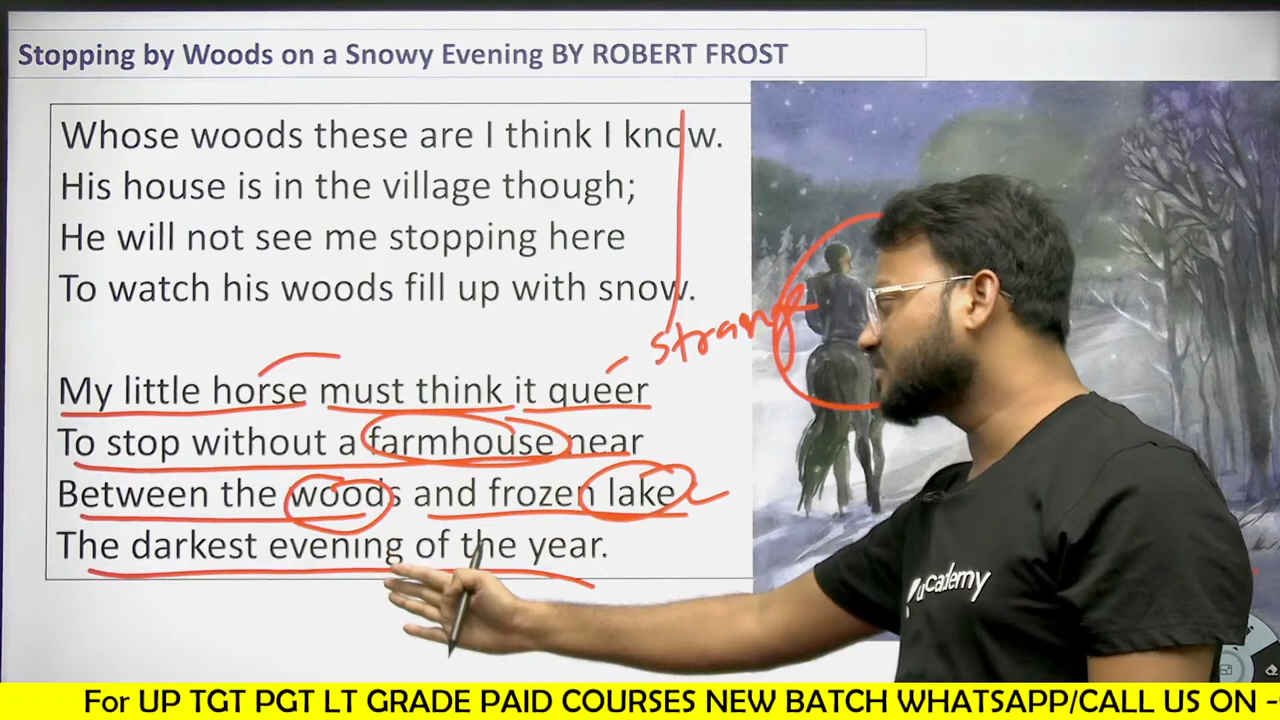 Stopping by Woods on a Snowy Evening BY ROBERT FROST
Whose woods these are I think I know.
His house is in the village though;
He will not see me stopping here
To watch his woods fill up with snow.
strange
My little horse must think it queer
To stop without a farmhouse near
Between the woods and frozen lake
The darkest evening of the year.
ucademy
For UP TGT PGT LT GRADE PAID COURSES NEW BATCH WHATSAPP/CALL US ON -